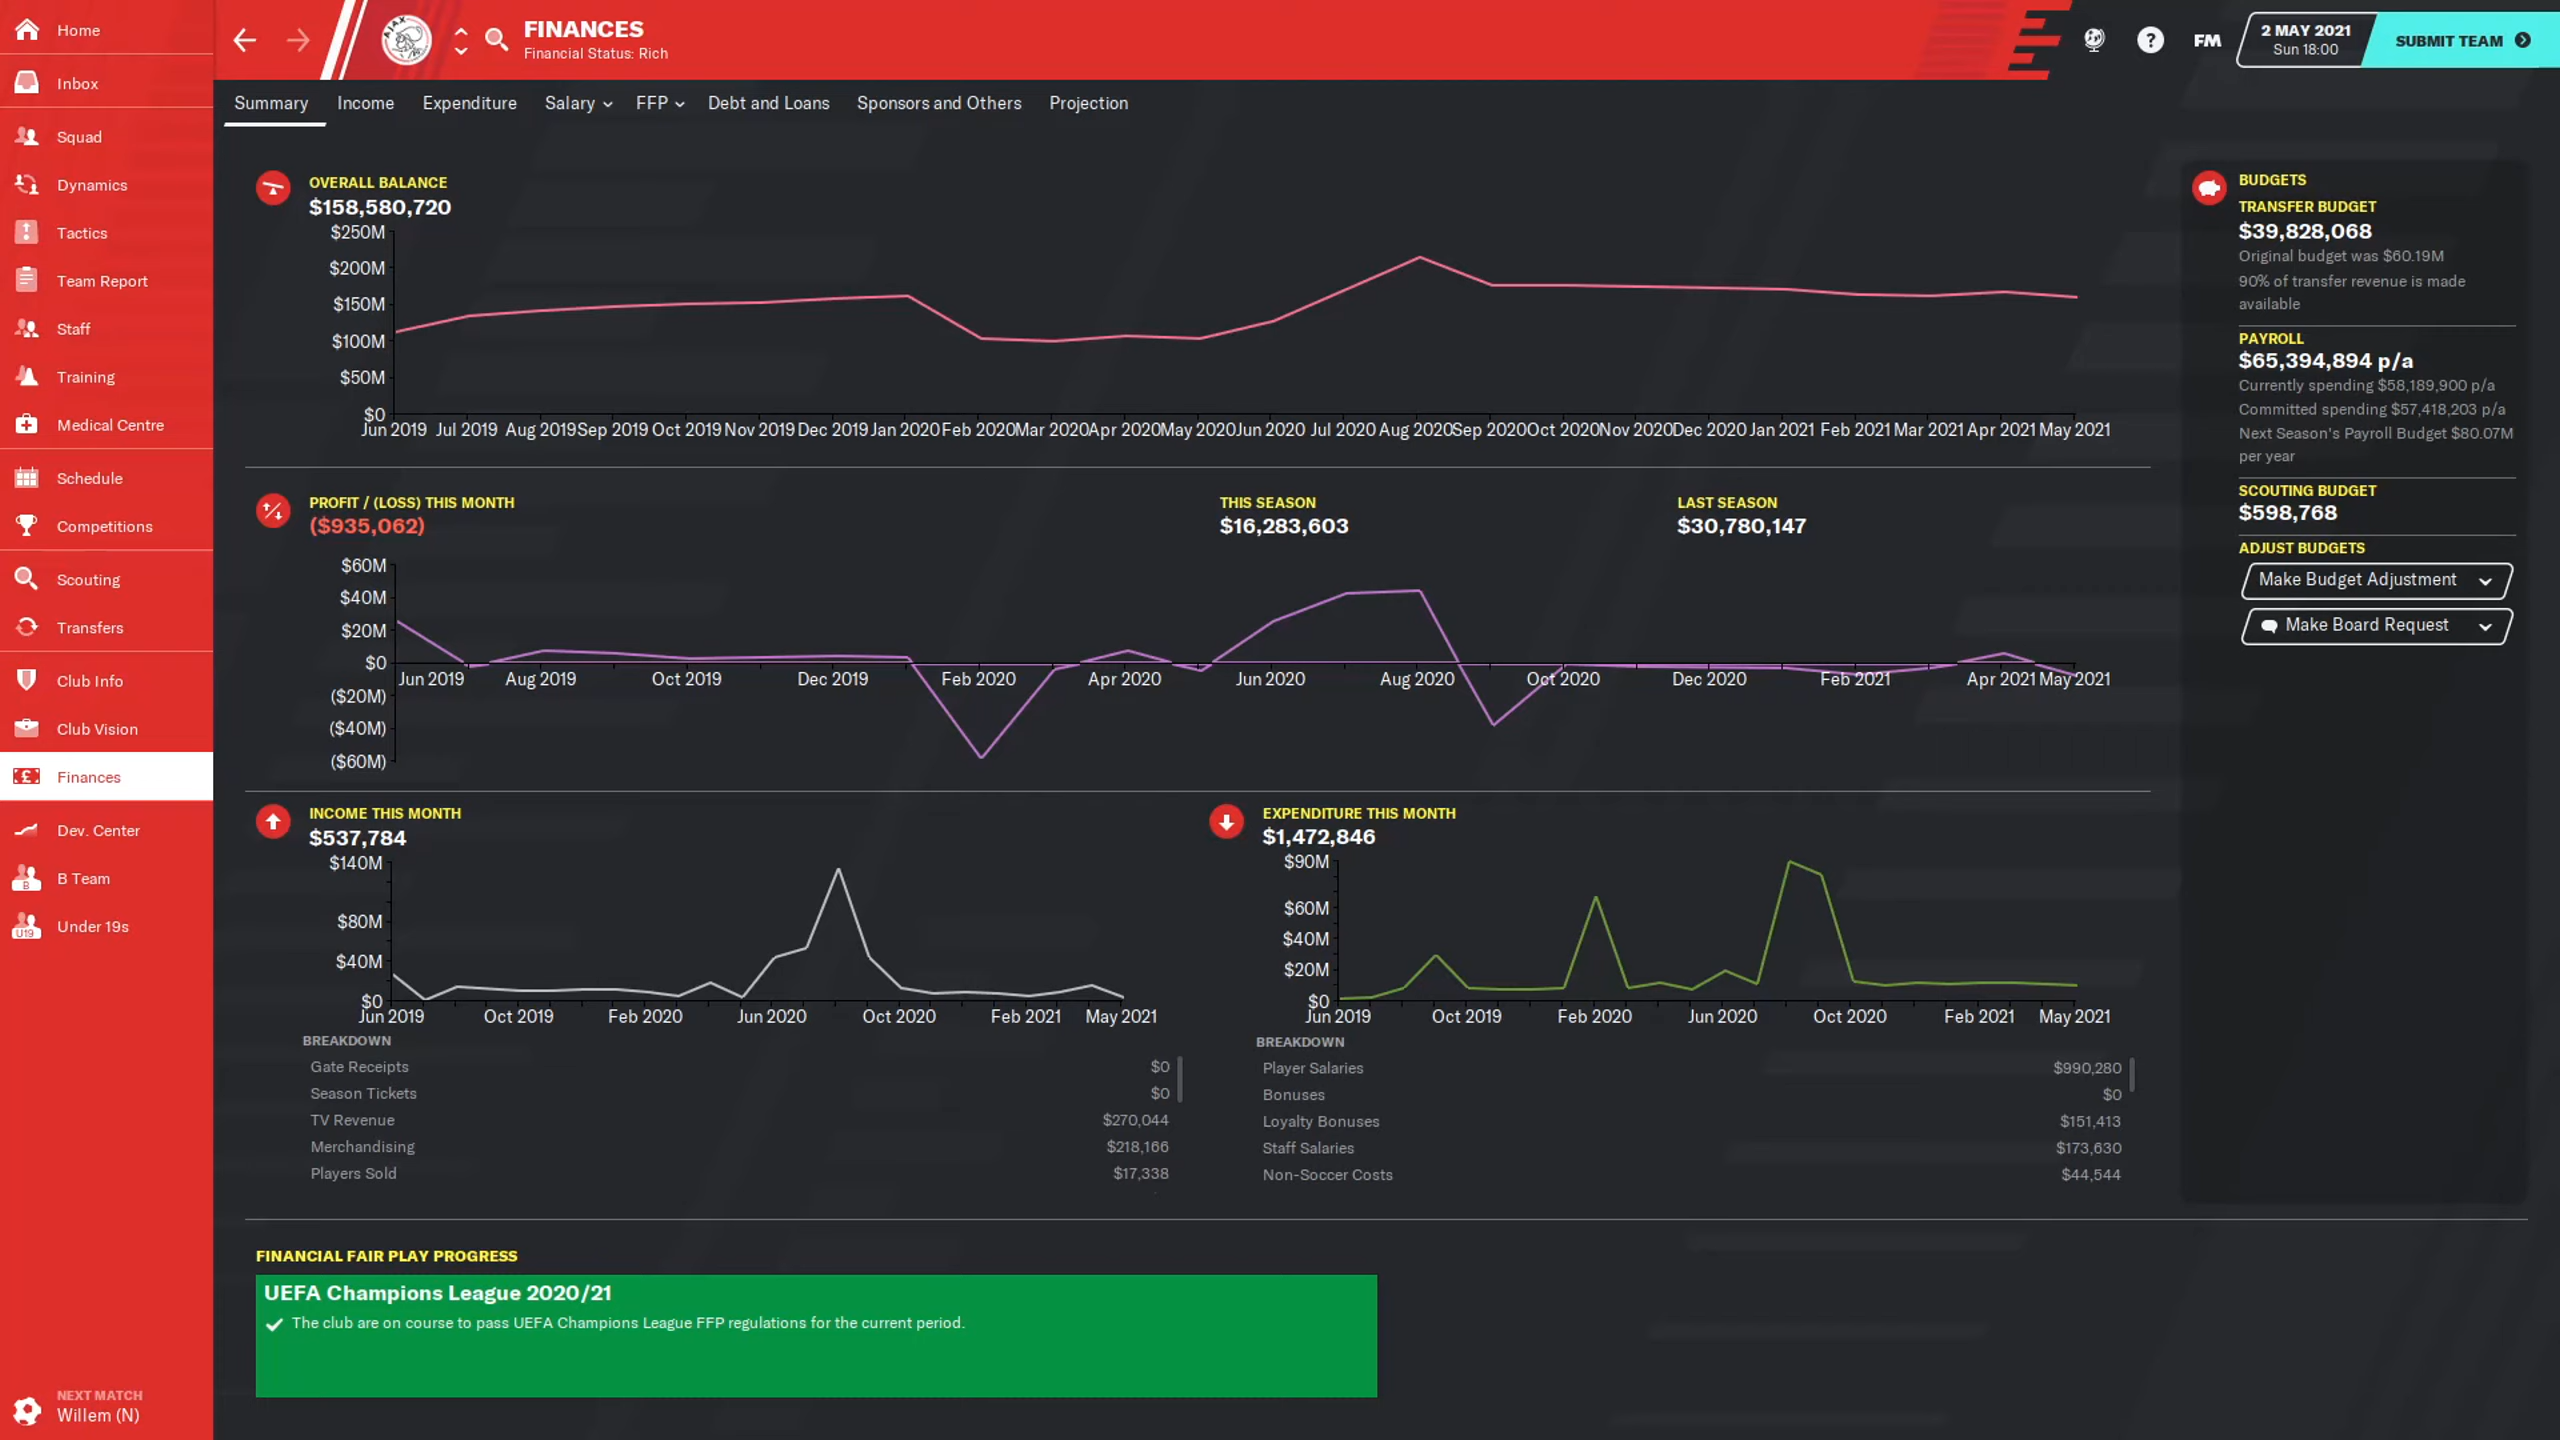 Home
Inbox
Squad
Dynamics
Tactics
Team Report
Staff
Training
Medical Centre
Schedule
Competitions
Scouting
Transfers
Club Info
Club Vision
Finances
Dev. Center
B
B Team
U19
Under 19s
NEXT MATCH
Willem (N)
AJAX
FINANCES
Financial Status: Rich
?
FM
2 MAY 2021
Sun 18:00
SUBMIT TEAM
Summary Income Expenditure Salary FFP Debt and Loans Sponsors and Others Projection
OVERALL BALANCE
$158,580,720
$250M
$200M
$150M
$100M
$50M
$0
Jun 2019 Jul 2019 Aug 2019 Sep 2019 Oct 2019 Nov 2019 Dec 2019 Jan 2020 Feb 2020 Mar 2020 Apr 2020 May 2020 Jun 2020 Jul 2020 Aug 2020 Sep 2020 Oct 2020 Nov 2020 Dec 2020 Jan 2021 Feb 2021 Mar 2021 Apr 2021 May 2021
PROFIT / (LOSS) THIS MONTH
($935,062)
THIS SEASON
$16,283,603
LAST SEASON
$30,780,147
$60M
$40M
$20M
$0
($20M)
($40M)
($60M)
Jun 2019 Aug 2019 Oct 2019 Dec 2019 Feb 2020 Apr 2020 Jun 2020 Aug 2020 Oct 2020 Dec 2020 Feb 2021 Apr 2021 May 2021
INCOME THIS MONTH
$537,784
$140M
$80M
$40M
$0
Jun 2019 Oct 2019 Feb 2020 Jun 2020 Oct 2020 Feb 2021 May 2021
BREAKDOWN
Gate Receipts $0
Season Tickets $0
TV Revenue $270,044
Merchandising $218,166
Players Sold $17,338
EXPENDITURE THIS MONTH
$1,472,846
$90M
$60M
$40M
$20M
$0
Jun 2019 Oct 2019 Feb 2020 Jun 2020 Oct 2020 Feb 2021 May 2021
BREAKDOWN
Player Salaries $990,280
Bonuses $0
Loyalty Bonuses $151,413
Staff Salaries $173,630
Non-Soccer Costs $44,544
BUDGETS
TRANSFER BUDGET
$39,828,068
Original budget was $60.19M
90% of transfer revenue is made
available
PAYROLL
$65,394,894 p/a
Currently spending $58,189,900 p/a
Committed spending $57,418,203 p/a
Next Season's Payroll Budget $80.07M
per year
SCOUTING BUDGET
$598,768
ADJUST BUDGETS
Make Budget Adjustment
Make Board Request
FINANCIAL FAIR PLAY PROGRESS
UEFA Champions League 2020/21
The club are on course to pass UEFA Champions League FFP regulations for the current period.